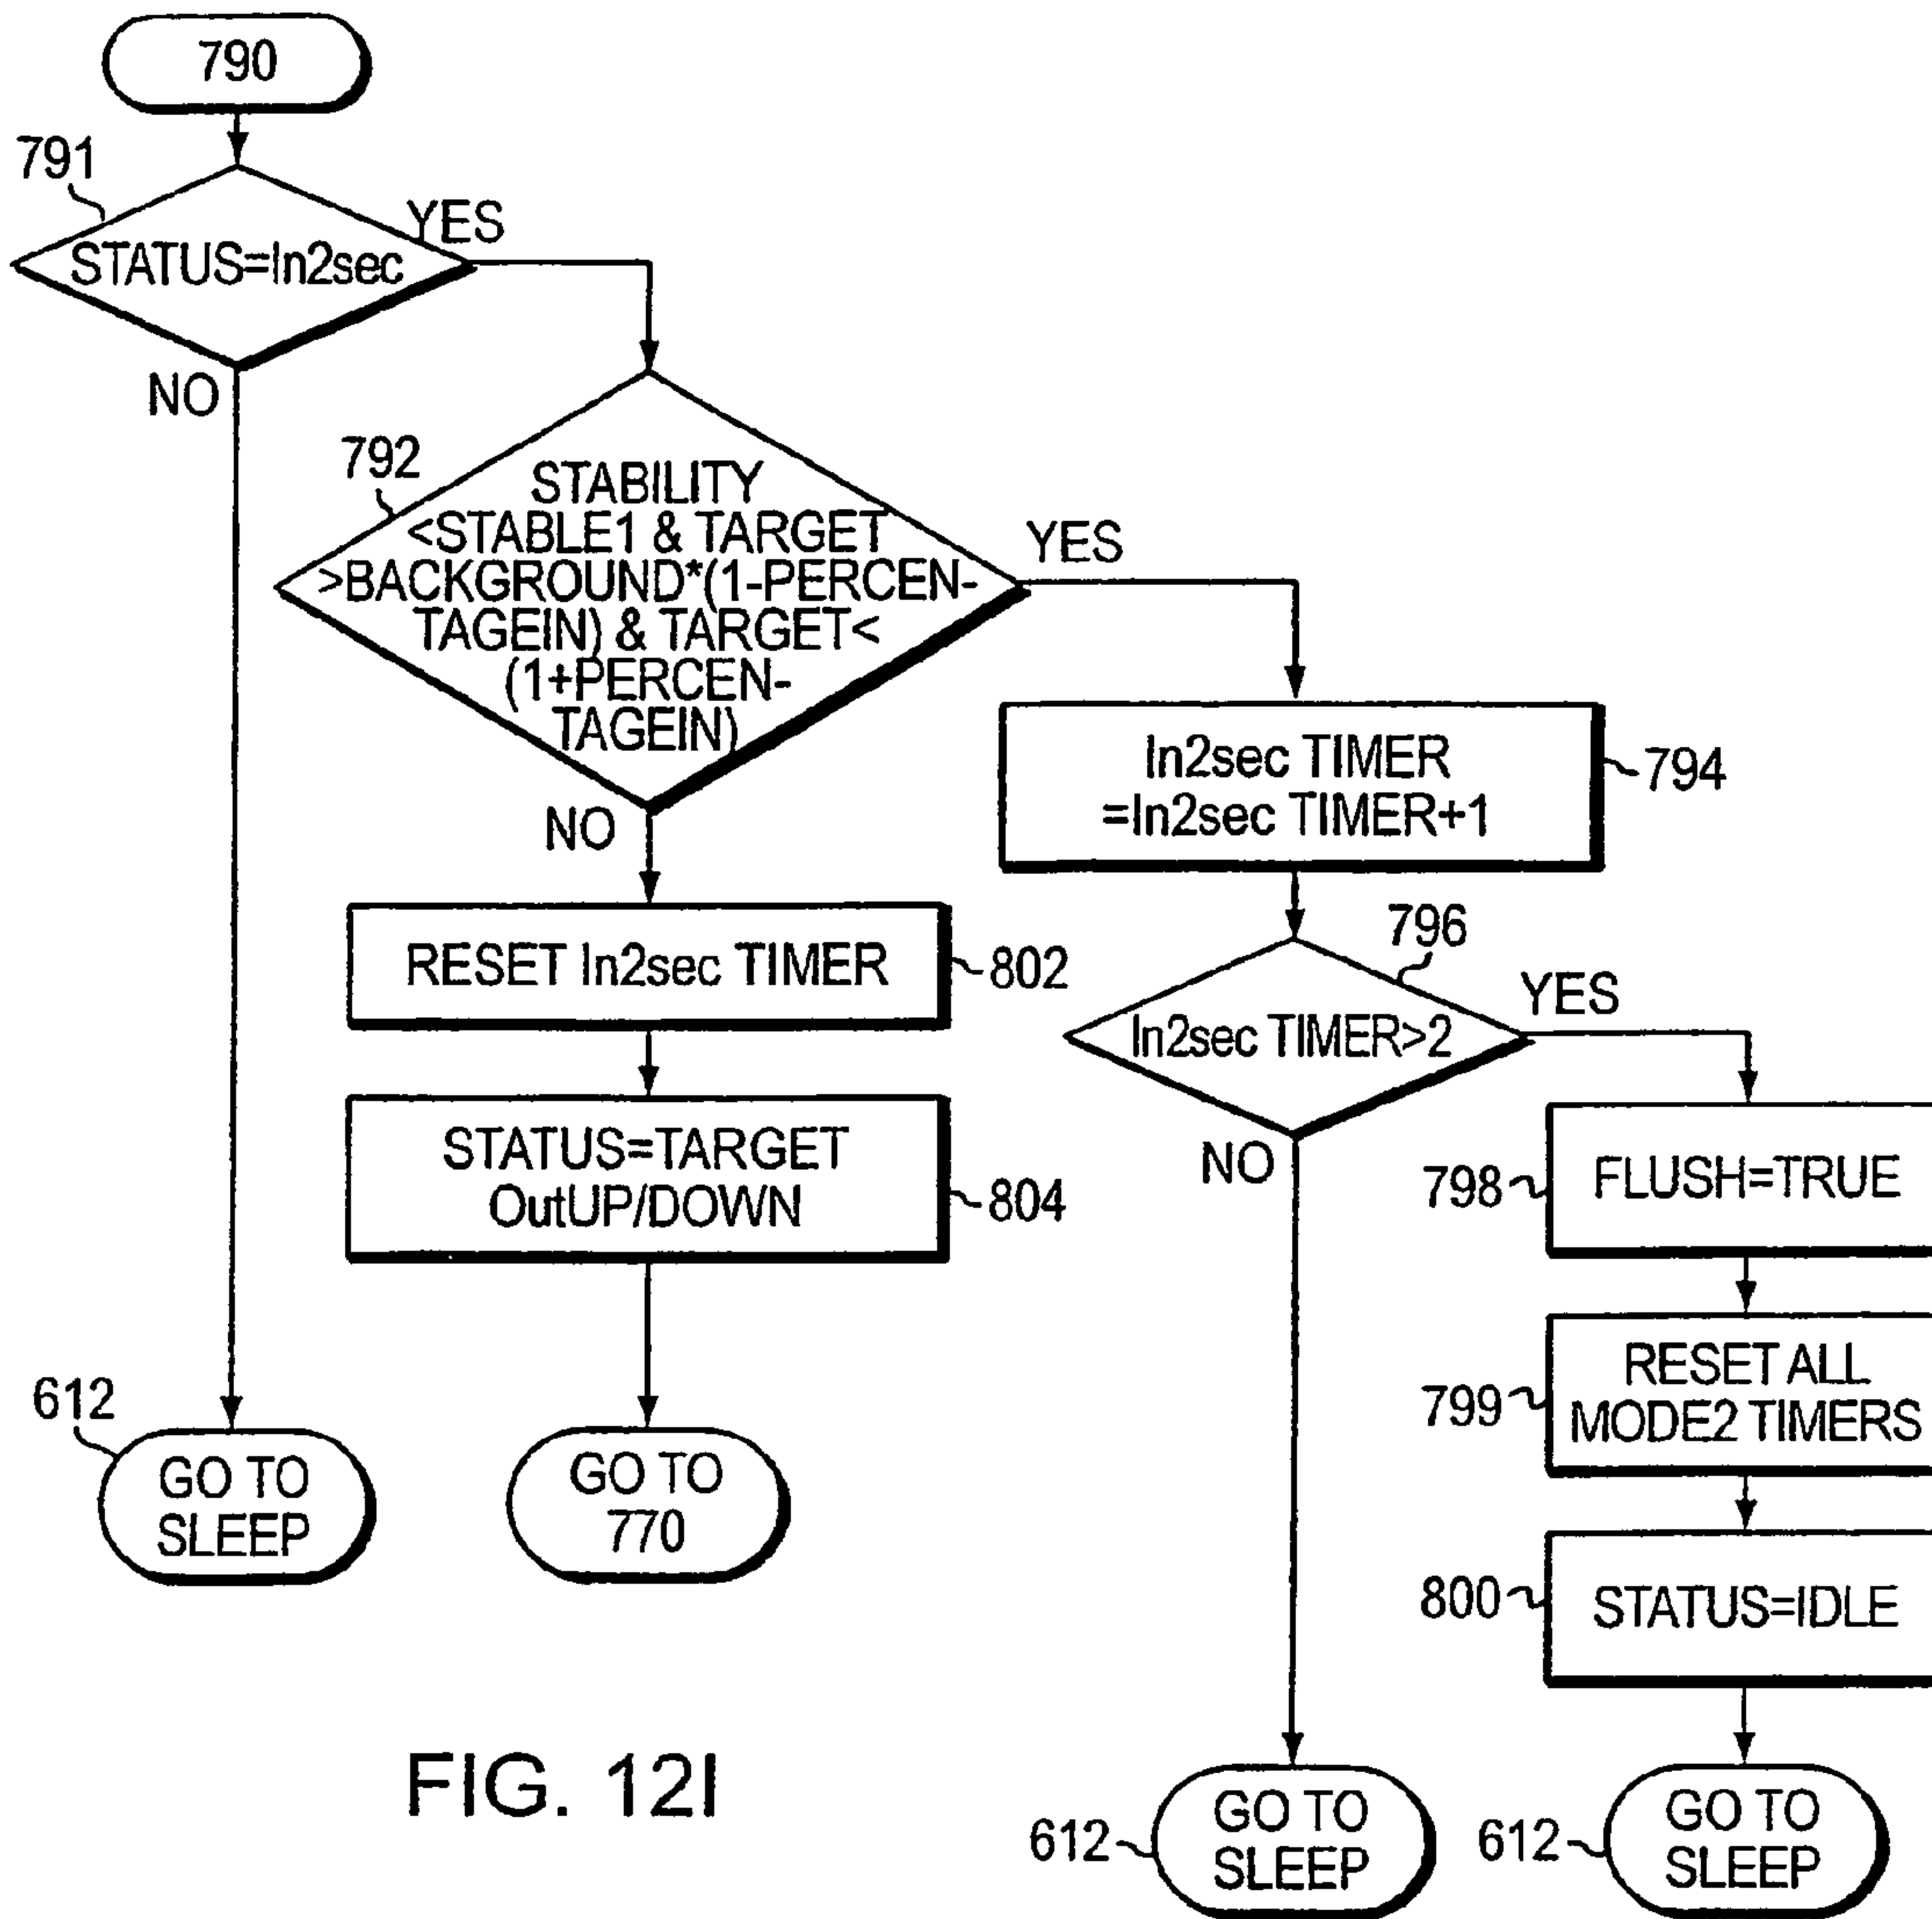 790
791
YES
STATUS=In2sec
NO
792
STABILITY
<STABLE1 & TARGET
>BACKGROUND*(1-PERCEN-
TAGEIN) & TARGET<
(1+PERCEN-
TAGEIN)
YES
NO
In2sec TIMER
=In2sec TIMER+1
794
RESET In2sec TIMER
802
796
In2sec TIMER>2
YES
NO
STATUS=TARGET
OutUP/DOWN
804
798
FLUSH=TRUE
799
RESET ALL
MODE2 TIMERS
612
GO TO
SLEEP
GO TO
770
800
STATUS=IDLE
612
GO TO
SLEEP
612
GO TO
SLEEP
FIG. 12I